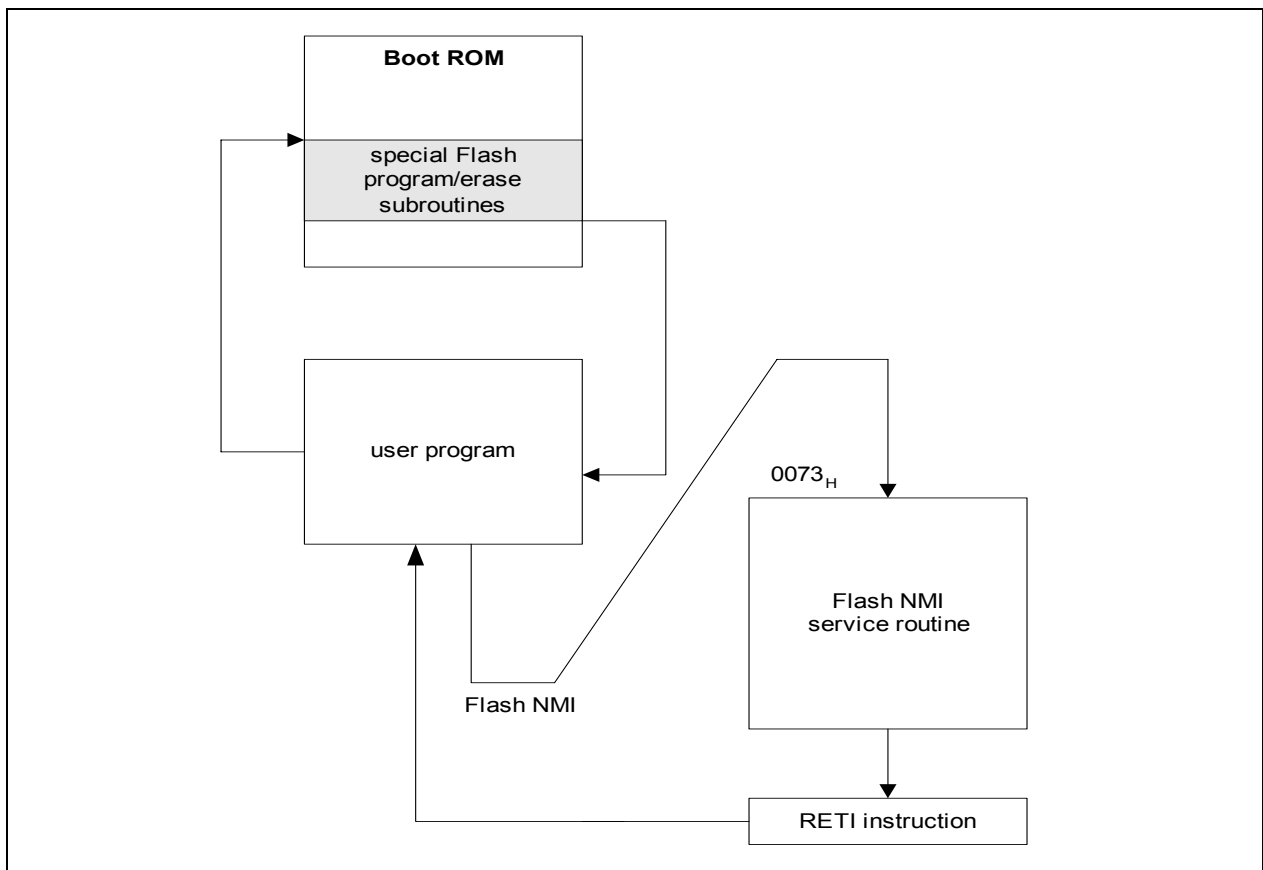 Boot ROM
special Flash
program/erase
subroutines
user program
0073H
Flash NMI
service routine
Flash NMI
RETI instruction